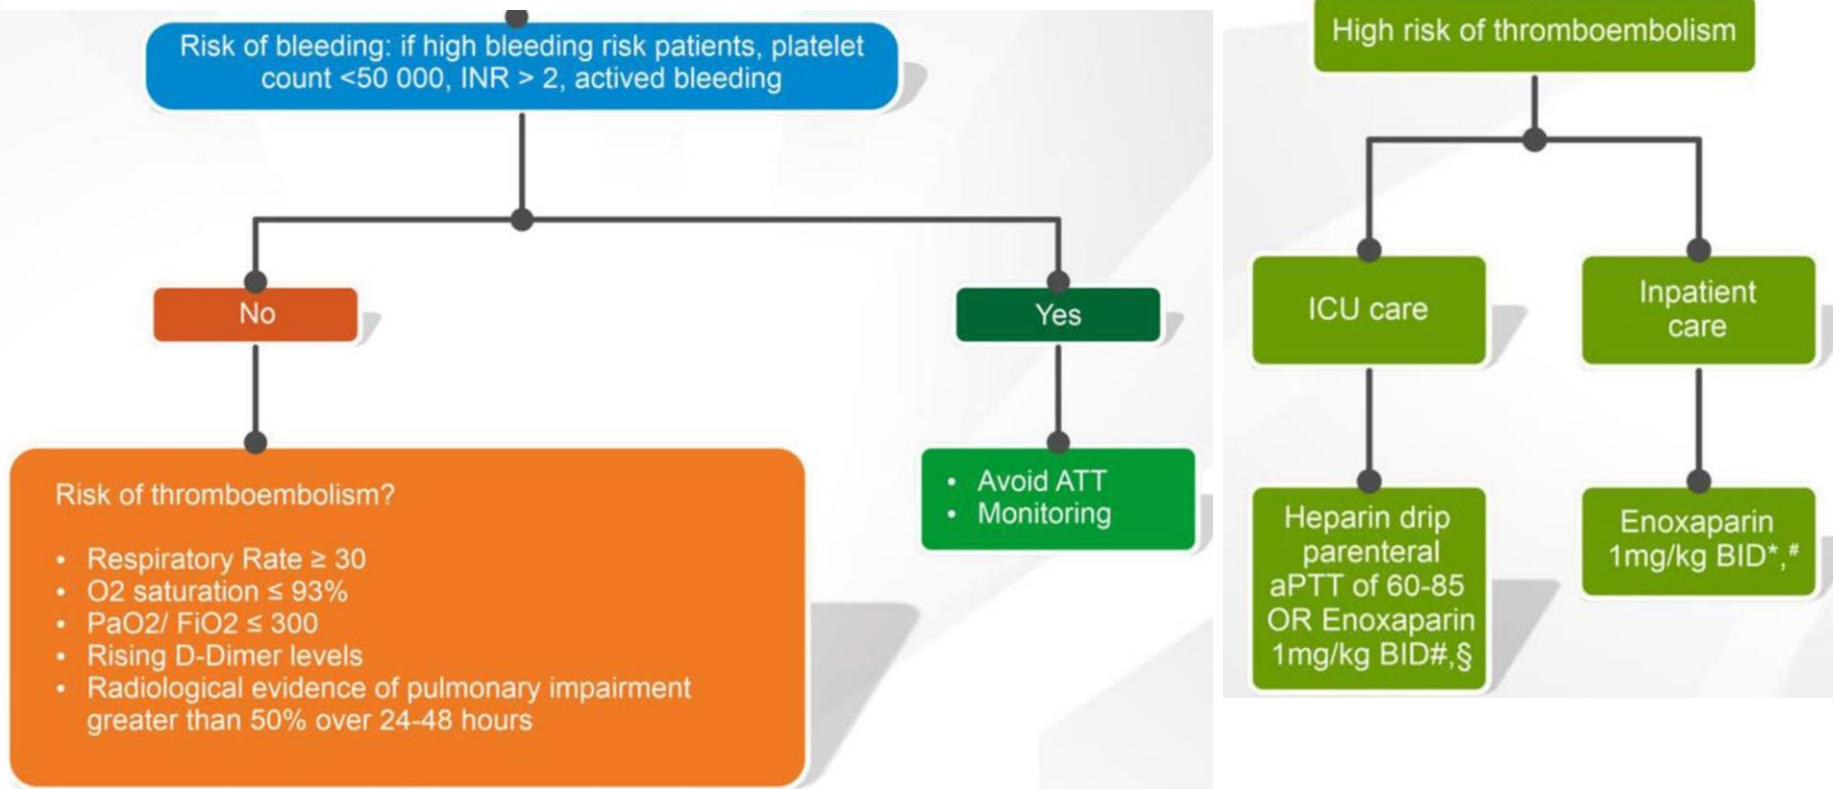 Risk of bleeding: if high bleeding risk patients, platelet
count <50 000, INR > 2, actived bleeding
No
Yes
Risk of thromboembolism?
• Respiratory Rate ≥ 30
• O2 saturation ≤ 93%
• PaO2/ FiO2 ≤ 300
• Rising D-Dimer levels
• Radiological evidence of pulmonary impairment
greater than 50% over 24-48 hours
• Avoid ATT
• Monitoring
High risk of thromboembolism
ICU care
Inpatient
care
Heparin drip
parenteral
aPTT of 60-85
OR Enoxaparin
1mg/kg BID#,§
Enoxaparin
1mg/kg BID*,#